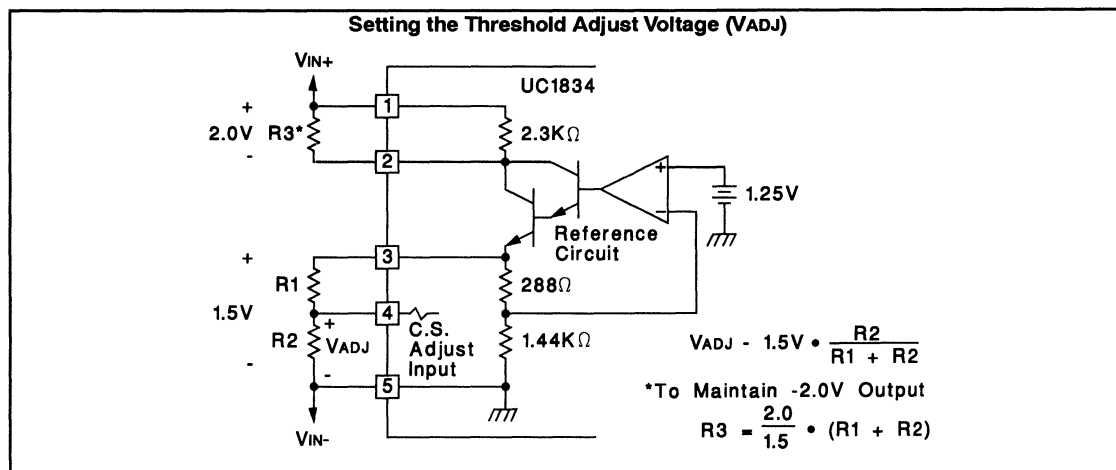 Setting the Threshold Adjust Voltage (VADJ)
VIN+
UC1834
1
+
2.0V R3*
-
2.3KΩ
2
+
-
1.25V
Reference
Circuit
3
+
R1
288Ω
1.5V
4
C.S.
Adjust
Input
R2
+
VADJ
-
1.44KΩ
-
5
VIN-
VADJ - 1.5V • R2
R1 + R2
*To Maintain -2.0V Output
R3 = 2.0
1.5 • (R1 + R2)